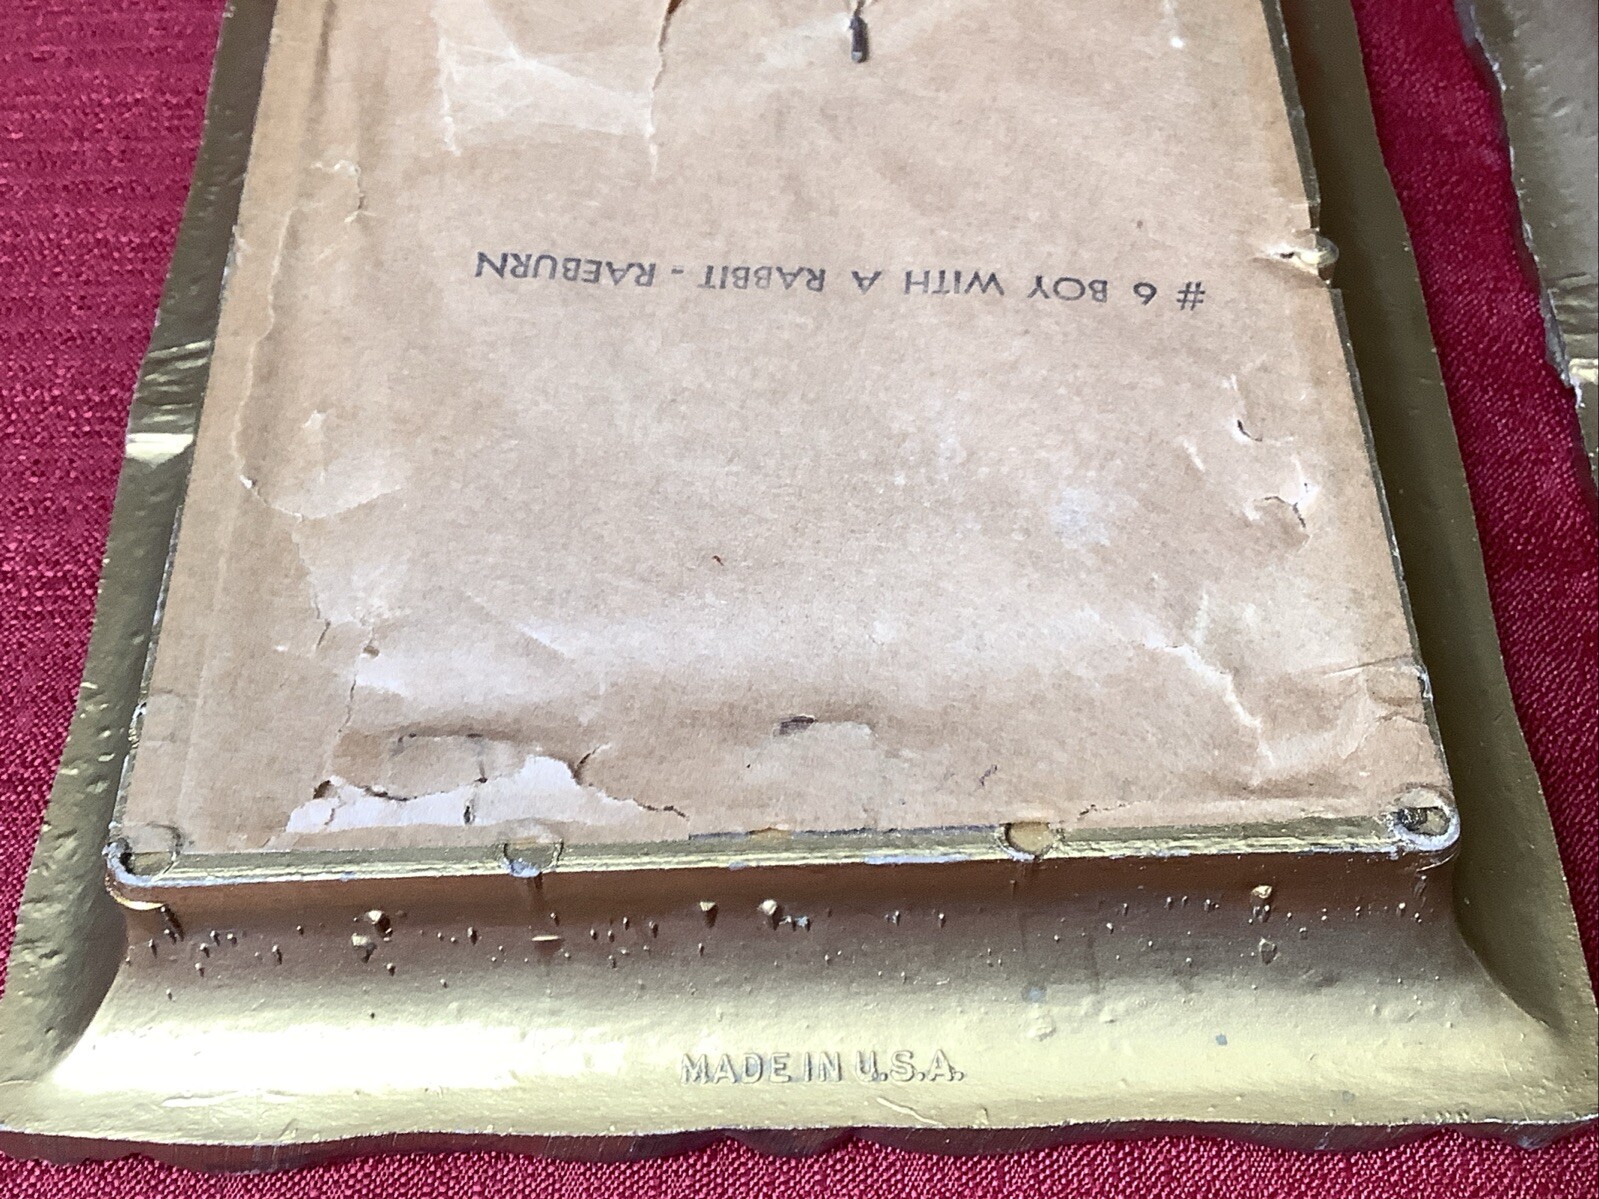 # 6 BOY WITH A RABBIT - RAEBURN
MADE IN U.S.A.